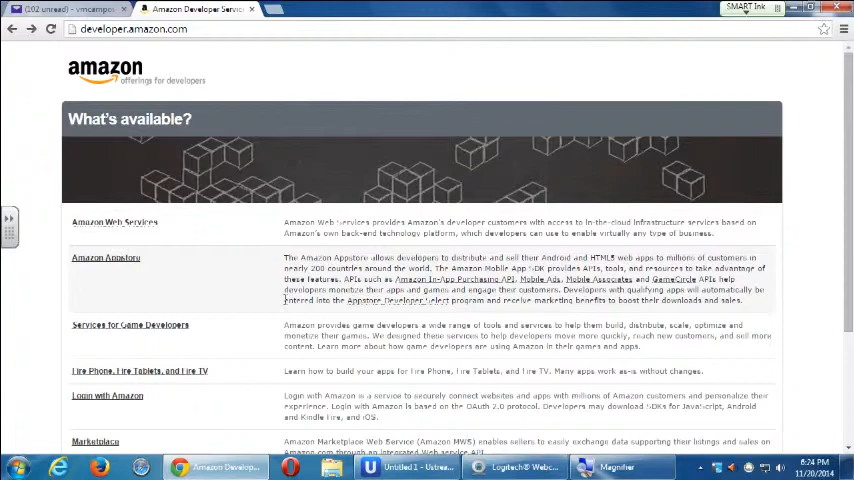 (102 unread) - vmcampos
Amazon Developer Servic
SMART Ink
developer.amazon.com
amazon
offerings for developers
What's available?
Amazon Web Services
Amazon Web Services provides Amazon's developer customers with access to in-the-cloud infrastructure services based on
Amazon's own back-end technology platform, which developers can use to enable virtually any type of business.
Amazon Appstore
The Amazon Appstore allows developers to distribute and sell their Android and HTML5 web apps to millions of customers in
nearly 200 countries around the world. The Amazon Mobile App SDK provides APIs, tools, and resources to take advantage of
these features. APIs such as Amazon In-App Purchasing API, Mobile Ads, Mobile Associates and GameCircle APIs help
developers monetize their apps and games and engage their customers. Developers with qualifying apps will automatically be
entered into the Appstore Developer Select program and receive marketing benefits to boost their downloads and sales.
Services for Game Developers
Amazon provides game developers a wide range of tools and services to help them build, distribute, scale, optimize and
monetize their games. We designed these services to help developers move more quickly, reach new customers, and sell more
content. Learn more about how game developers are using Amazon in their games and apps.
Fire Phone, Fire Tablets, and Fire TV
Learn how to build your apps for Fire Phone, Fire Tablets, and Fire TV. Many apps work as-is without any changes.
Login with Amazon
Login with Amazon is a service to securely connect websites and apps with millions of Amazon customers and personalize their
experience. Login with Amazon is based on the OAuth 2.0 protocol. Developers may download SDKs for JavaScript, Android
and Kindle Fire, and iOS.
Marketplace
Amazon Marketplace Web Service (Amazon MWS) enables sellers to easily exchange data supporting their listings and sales on
Amazon.com through an integrated Web API.
Amazon Develop...
Untitled 1 - Ustrea...
Logitech® Webc...
Magnifier
6:24 PM
11/20/2014